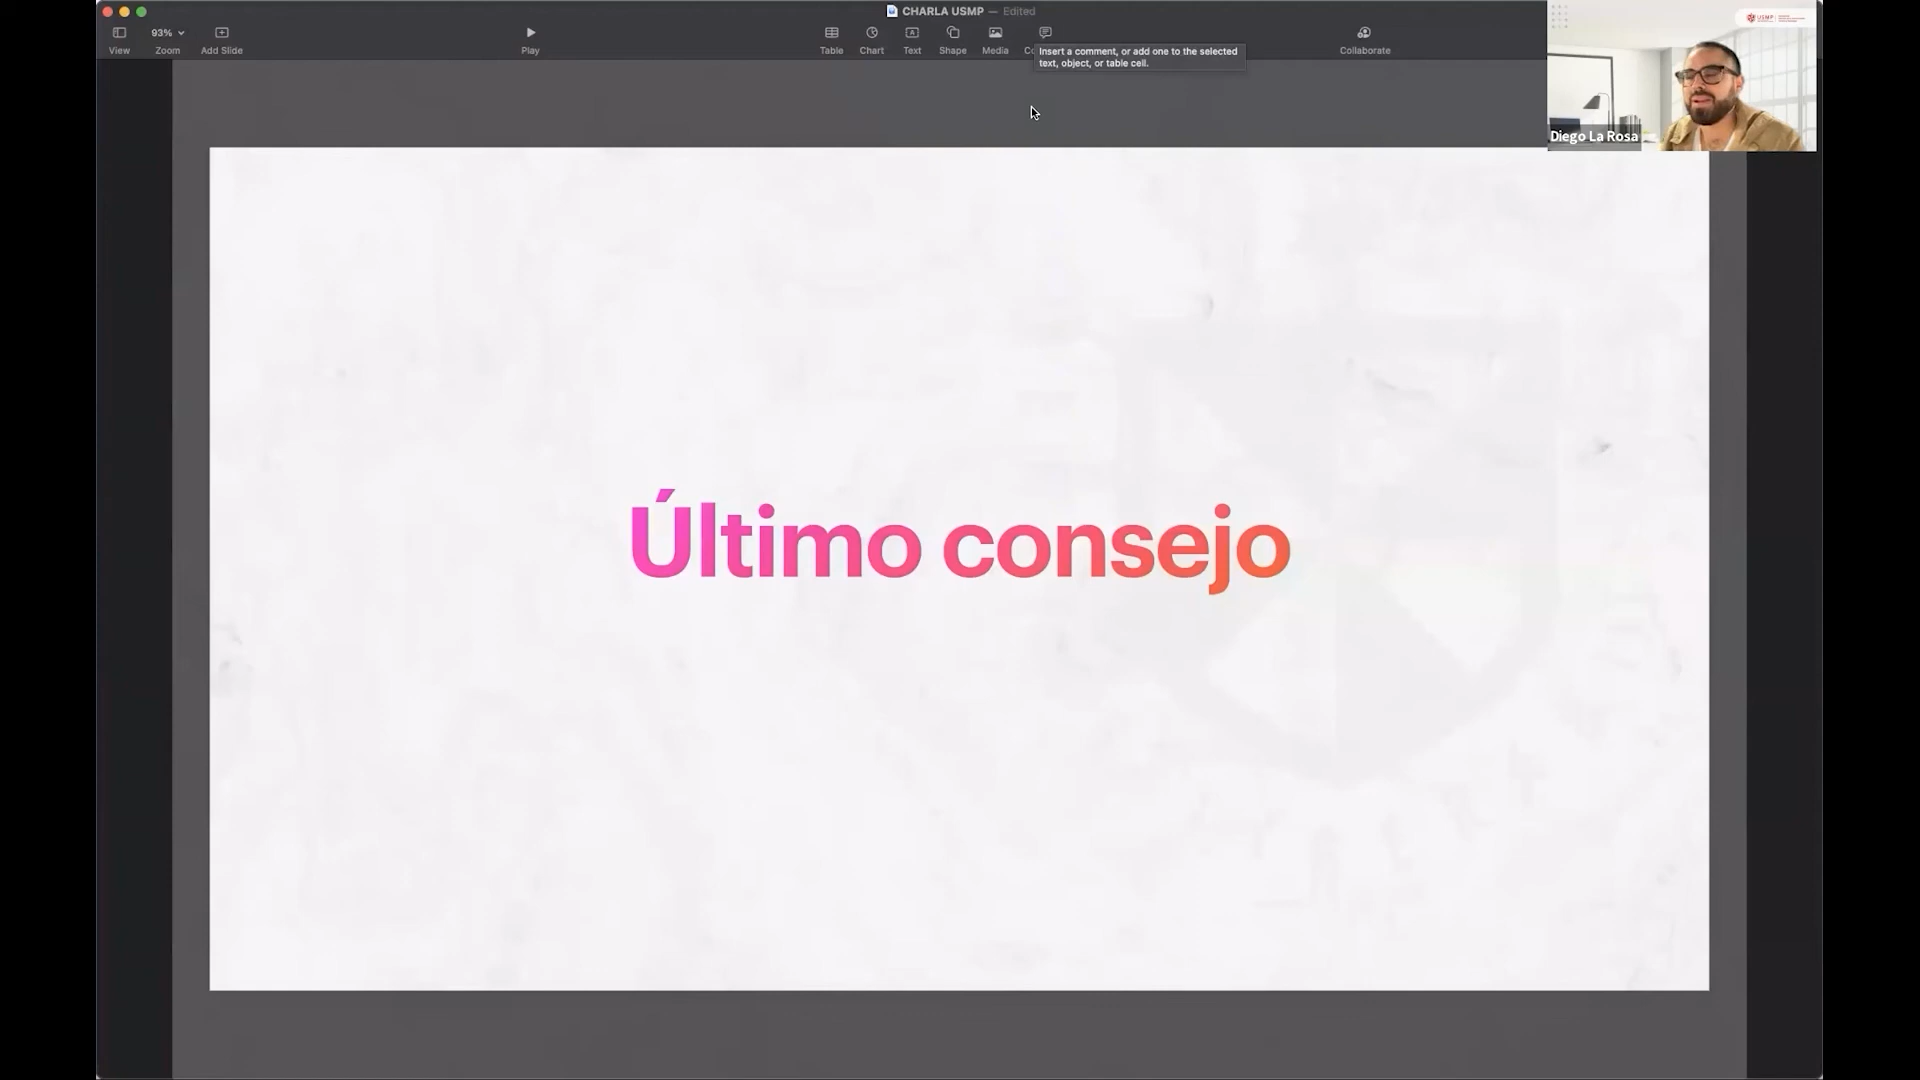 CHARLA USMP — Edited
93%
View
Zoom
Add Slide
Play
Table
Chart
Text
Shape
Media
Collaborate
Insert a comment, or add one to the selected
text, object, or table cell.
USMP
Diego La Rosa
Último consejo